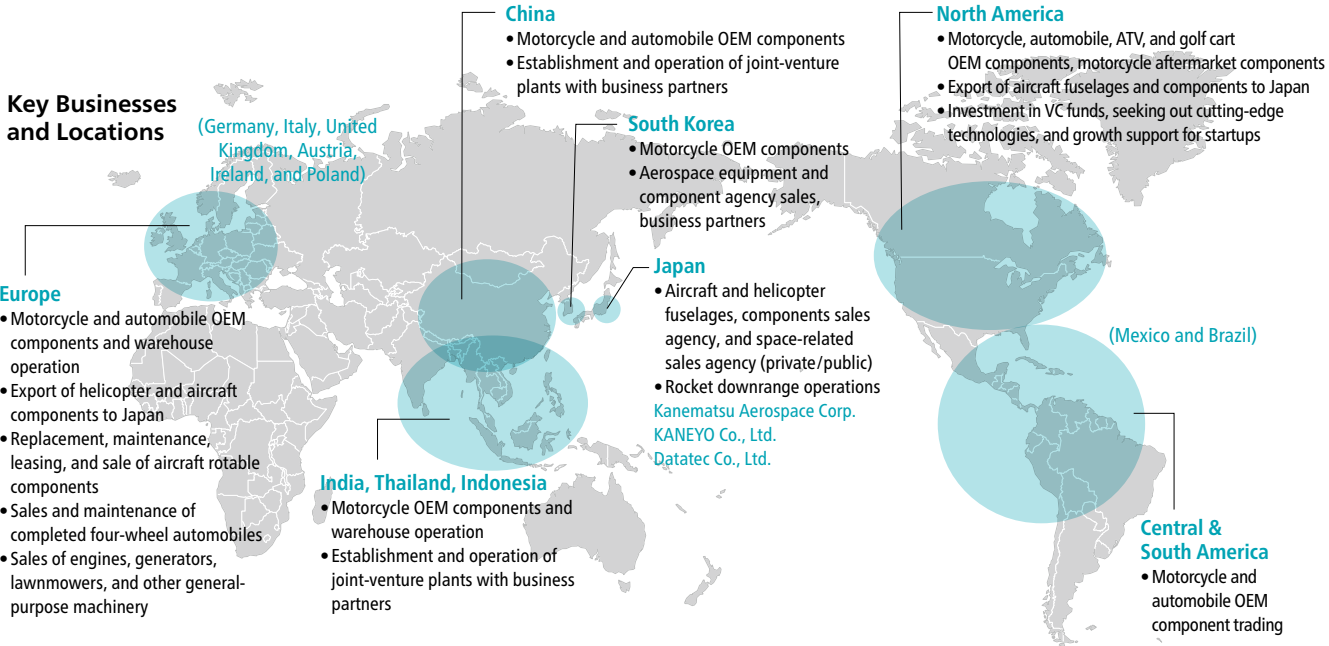 Key Businesses
and Locations
(Germany, Italy, United
Kingdom, Austria,
Ireland, and Poland)
Europe
• Motorcycle and automobile OEM
components and warehouse
operation
• Export of helicopter and aircraft
components to Japan
• Replacement, maintenance,
leasing, and sale of aircraft rotable
components
• Sales and maintenance of
completed four-wheel automobiles
• Sales of engines, generators,
lawnmowers, and other general-
purpose machinery
China
• Motorcycle and automobile OEM components
• Establishment and operation of joint-venture
plants with business partners
South Korea
• Motorcycle OEM components
• Aerospace equipment and
component agency sales,
business partners
Japan
• Aircraft and helicopter
fuselages, components sales
agency, and space-related
sales agency (private/public)
• Rocket downrange operations
Kanematsu Aerospace Corp.
KANEYO Co., Ltd.
Datatec Co., Ltd.
India, Thailand, Indonesia
• Motorcycle OEM components and
warehouse operation
• Establishment and operation of
joint-venture plants with business
partners
North America
• Motorcycle, automobile, ATV, and golf cart
OEM components, motorcycle aftermarket components
• Export of aircraft fuselages and components to Japan
• Investment in VC funds, seeking out cutting-edge
technologies, and growth support for startups
(Mexico and Brazil)
Central &
South America
• Motorcycle and
automobile OEM
component trading